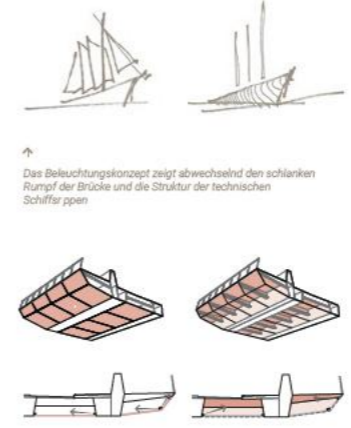 Das Beleuchtungskonzept zeigt abwechselnd den schlanken
Rumpf der Brücke und die Struktur der technischen
Schiffsr ppen